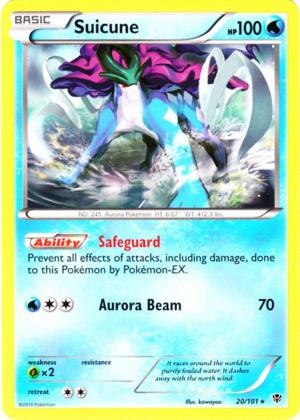 BASIC
Suicune HP100
NO. 245 Aurora Pokémon HT: 6'07" WT: 412.3 lbs.
Ability Safeguard
Prevent all effects of attacks, including damage, done
to this Pokémon by Pokémon-EX.
Aurora Beam 70
weakness resistance
×2
retreat
It races around the world to
purify fouled water. It dashes
away with the north wind.
©2013 Pokémon
Illus. kawayoo 20/101 ★